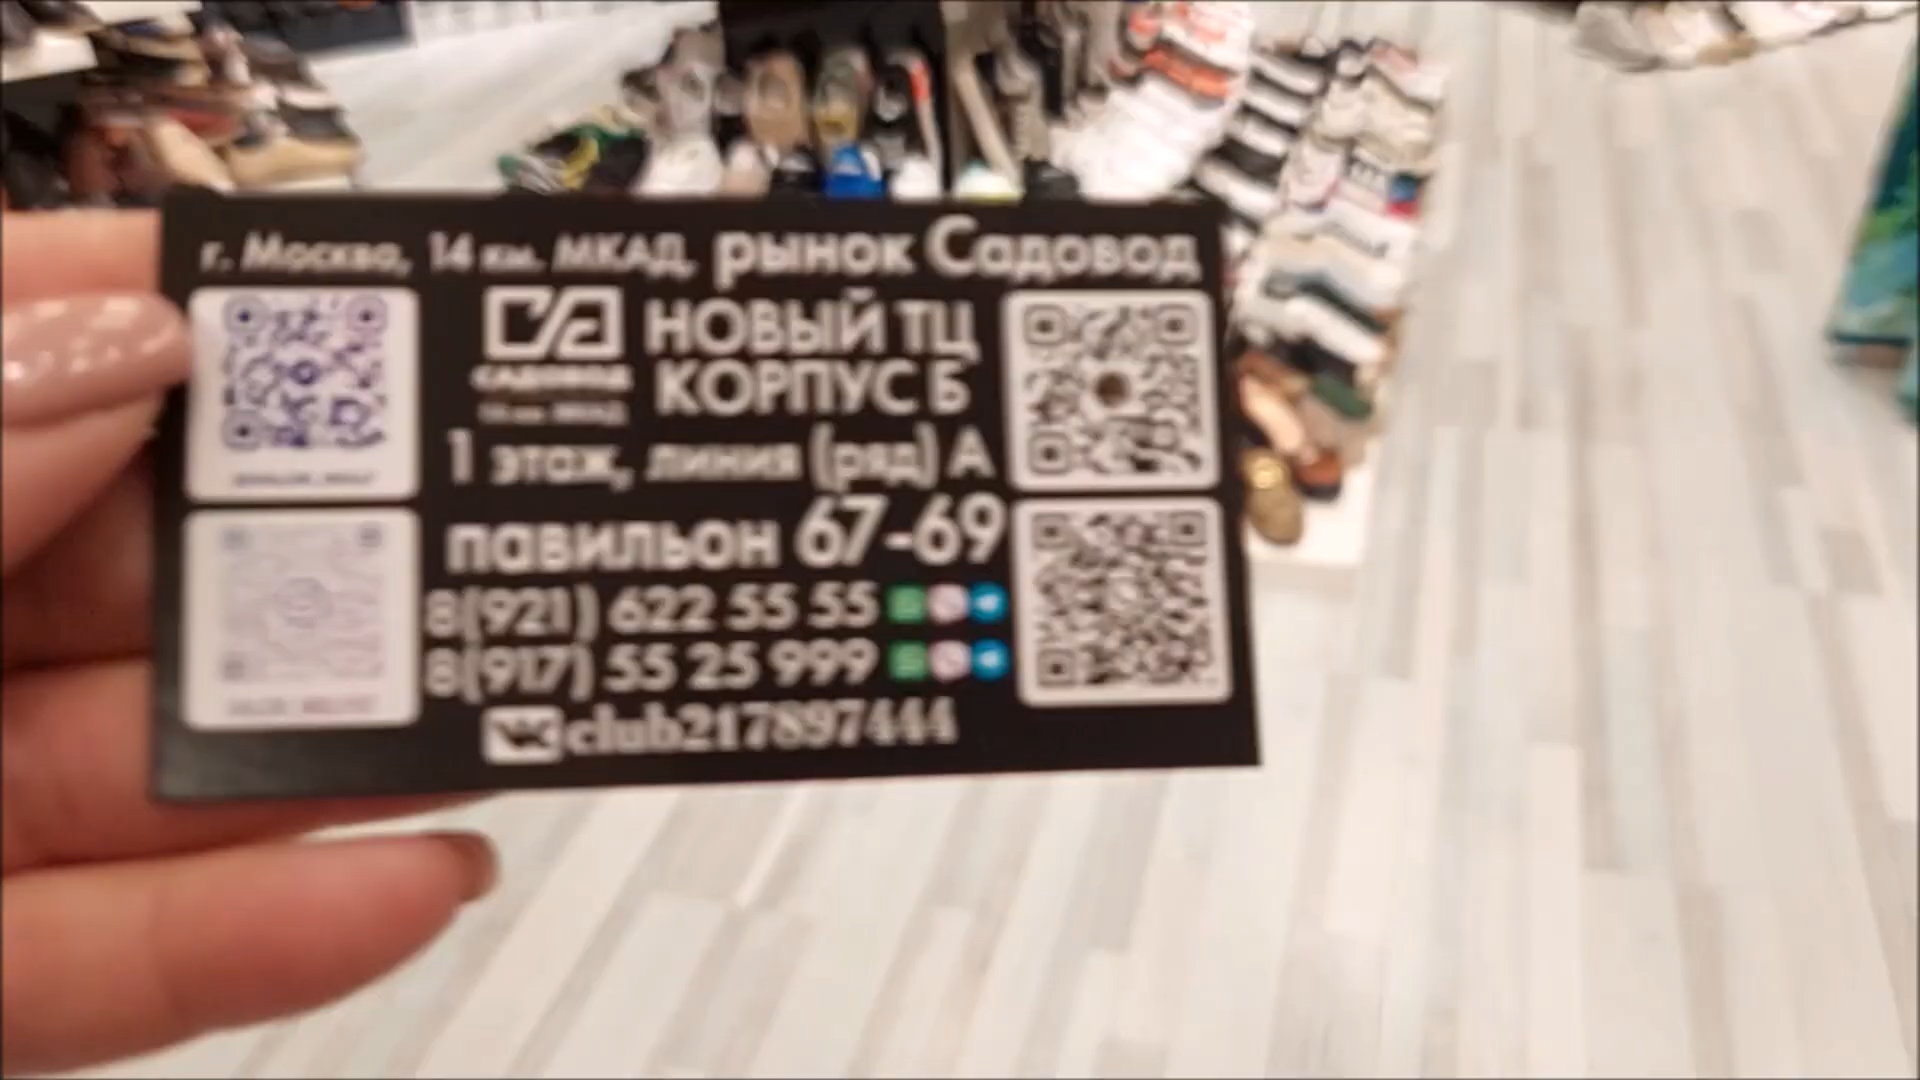 г. Москва, 14 км. МКАД, рынок Садовод
НОВЫЙ ТЦ
КОРПУС Б
САДОВОД
1 этаж, линия (ряд) А
павильон 67-69
8(921) 622 55 55
8(917) 55 25 999
club217897444